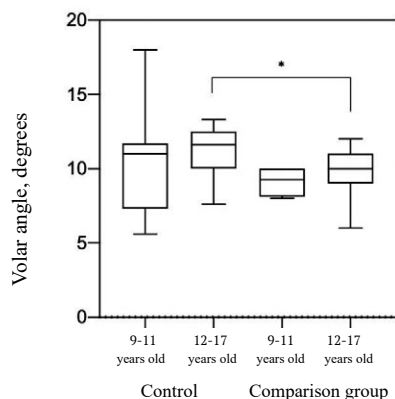 Volar angle, degrees
20
15
10
5
0
*
9-11 12-17 9-11 12-17
years old years old years old years old
Control Comparison group